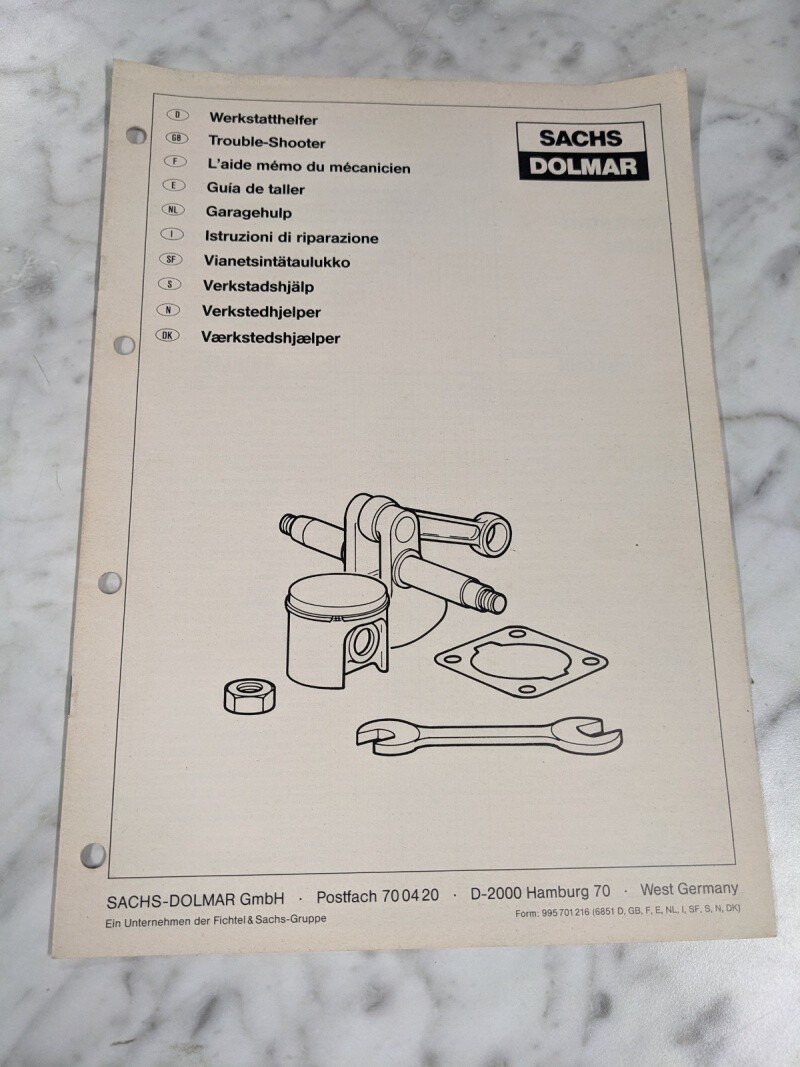 D Werkstatthelfer
GB Trouble-Shooter
F L'aide mémo du mécanicien
E Guía de taller
NL Garagehulp
I Istruzioni di riparazione
SF Vianetsintätaulukko
S Verkstadshjälp
N Verkstedhjelper
DK Værkstedshjælper
SACHS
DOLMAR
SACHS-DOLMAR GmbH · Postfach 70 04 20 · D-2000 Hamburg 70 · West Germany
Ein Unternehmen der Fichtel & Sachs-Gruppe
Form: 995 701 216 (6851 D, GB, F, E, NL, I, SF, S, N, DK)